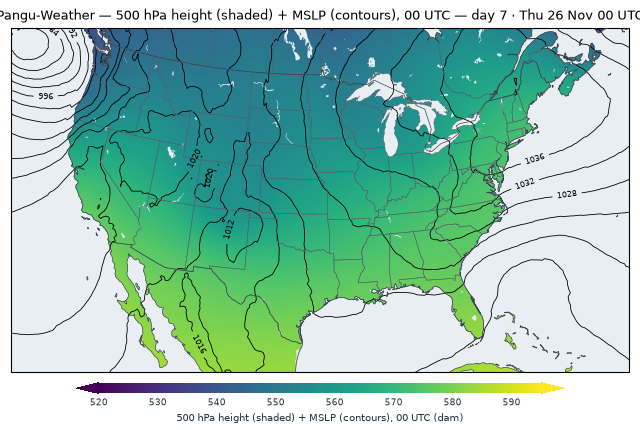 Pangu-Weather — 500 hPa height (shaded) + MSLP (contours), 00 UTC — day 7 · Thu 26 Nov 00 UTC
996
1020
1020
1012
1016
1036
1032
1028
520 530 540 550 560 570 580 590
500 hPa height (shaded) + MSLP (contours), 00 UTC (dam)